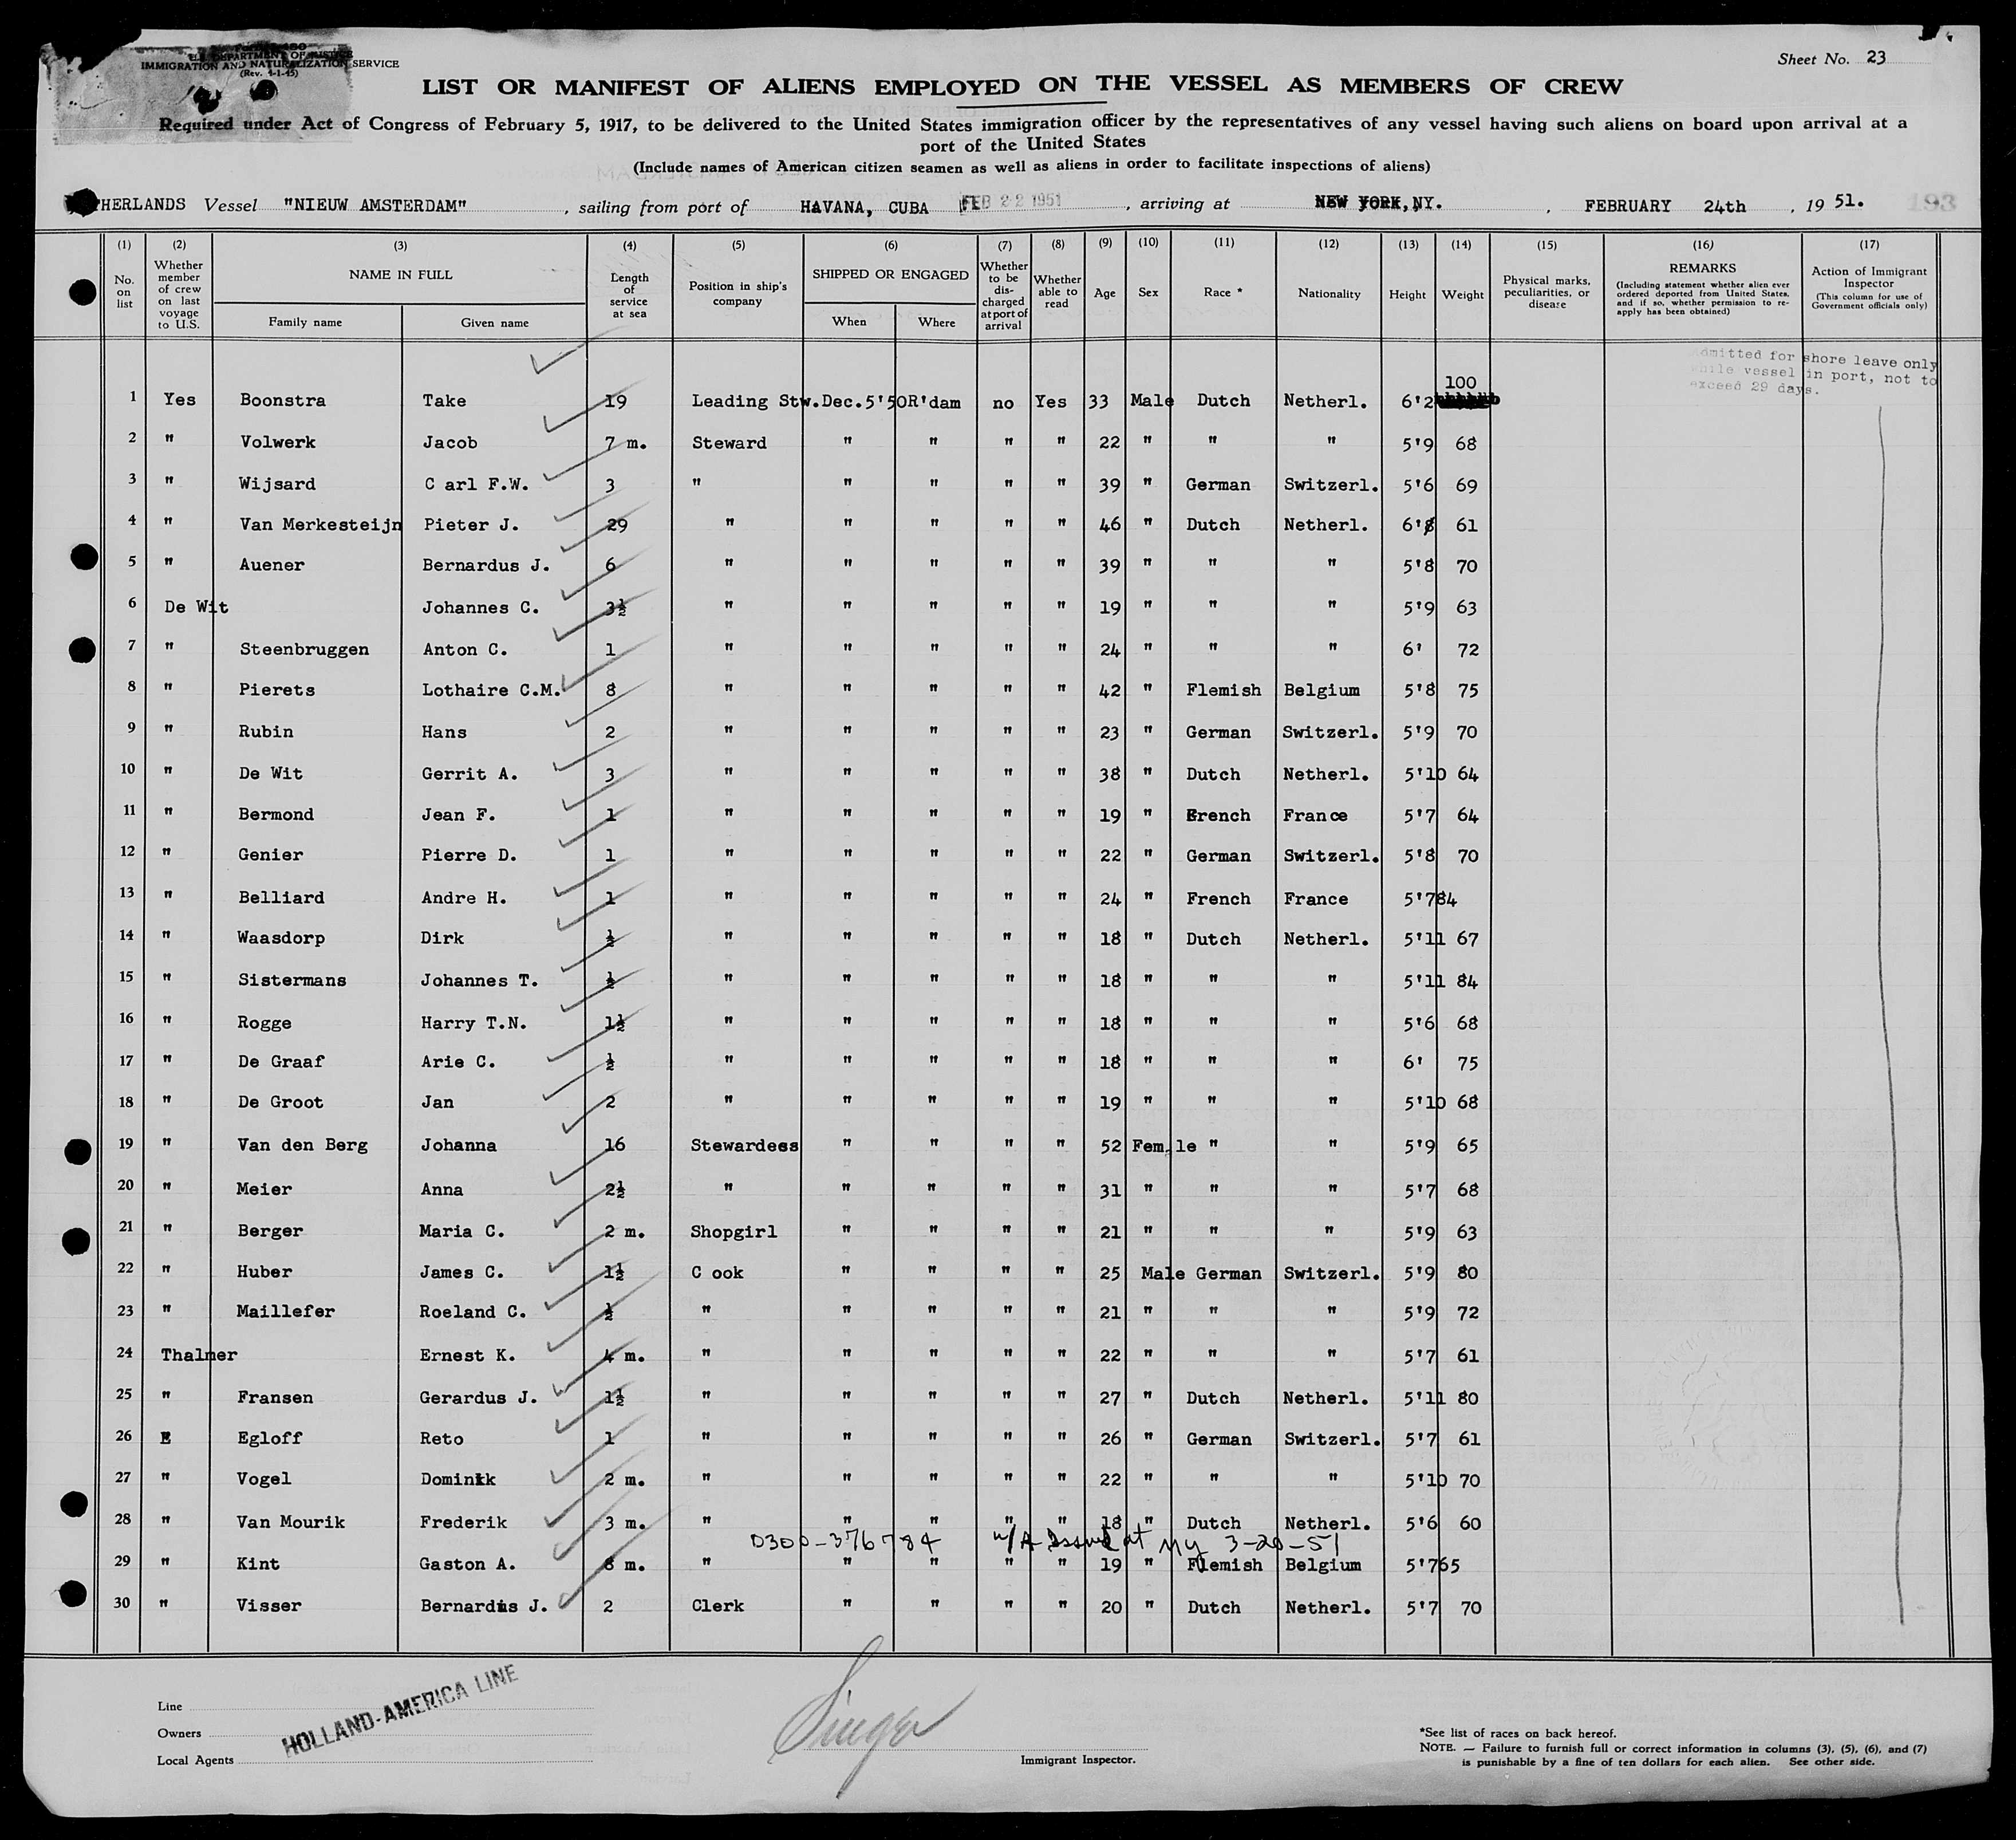 U.S. DEPARTMENT OF JUSTICE
IMMIGRATION AND NATURALIZATION SERVICE
(Rev. 4-1-45)
Sheet No. 23
LIST OR MANIFEST OF ALIENS EMPLOYED ON THE VESSEL AS MEMBERS OF CREW
Required under Act of Congress of February 5, 1917, to be delivered to the United States immigration officer by the representatives of any vessel having such aliens on board upon arrival at a
port of the United States
(Include names of American citizen seamen as well as aliens in order to facilitate inspections of aliens)
HERLANDS Vessel "NIEUW AMSTERDAM" , sailing from port of HAVANA, CUBA FEB 22 1951 , arriving at NEW YORK, NY. , FEBRUARY 24th , 19 51. 193
(1) (2) (3) (4) (5) (6) (7) (8) (9) (10) (11) (12) (13) (14) (15) (16) (17)
No. on list Whether member of crew on last voyage to U.S. NAME IN FULL Family name Given name Length of service at sea Position in ship's company SHIPPED OR ENGAGED When Where Whether to be discharged at port of arrival Whether able to read Age Sex Race * Nationality Height Weight Physical marks, peculiarities, or disease REMARKS (Including statement whether alien ever ordered deported from United States, and if so, whether permission to re-apply has been obtained) Action of Immigrant Inspector (This column for use of Government officials only)
dmitted for shore leave only
hile vessel in port, not to
exceed 29 days.
100
1 Yes Boonstra Take 19 Leading Stw. Dec.5'50 R'dam no Yes 33 Male Dutch Netherl. 6'2
2 " Volwerk Jacob 7 m. Steward " " " " 22 " " " 5'9 68
3 " Wijsard C arl F.W. 3 " " " " " 39 " German Switzerl. 5'6 69
4 " Van Merkesteijn Pieter J. 29 " " " " " 46 " Dutch Netherl. 6'8 61
5 " Auener Bernardus J. 6 " " " " " 39 " " " 5'8 70
6 De Wit Johannes C. 3½ " " " " " 19 " " " 5'9 63
7 " Steenbruggen Anton C. 1 " " " " " 24 " " " 6' 72
8 " Pierets Lothaire C.M. 8 " " " " " 42 " Flemish Belgium 5'8 75
9 " Rubin Hans 2 " " " " " 23 " German Switzerl. 5'9 70
10 " De Wit Gerrit A. 3 " " " " " 38 " Dutch Netherl. 5'10 64
11 " Bermond Jean F. 1 " " " " " 19 " French France 5'7 64
12 " Genier Pierre D. 1 " " " " " 22 " German Switzerl. 5'8 70
13 " Belliard Andre H. 1 " " " " " 24 " French France 5'784
14 " Waasdorp Dirk ½ " " " " " 18 " Dutch Netherl. 5'11 67
15 " Sistermans Johannes T. ½ " " " " " 18 " " " 5'11 84
16 " Rogge Harry T.N. 1½ " " " " " 18 " " " 5'6 68
17 " De Graaf Arie C. ½ " " " " " 18 " " " 6' 75
18 " De Groot Jan 2 " " " " " 19 " " " 5'10 68
19 " Van den Berg Johanna 16 Stewardess " " " " 52 Fem le " " 5'9 65
20 " Meier Anna 2½ " " " " " 31 " " " 5'7 68
21 " Berger Maria C. 2 m. Shopgirl " " " " 21 " " " 5'9 63
22 " Huber James C. 1½ C ook " " " " 25 Male German Switzerl. 5'9 80
23 " Maillefer Roeland C. ½ " " " " " 21 " " " 5'9 72
24 Thalmer Ernest K. 4 m. " " " " " 22 " " " 5'7 61
25 " Fransen Gerardus J. 1½ " " " " " 27 " Dutch Netherl. 5'11 80
26 E Egloff Reto 1 " " " " " 26 " German Switzerl. 5'7 61
27 " Vogel Dominik 2 m. " " " " " 22 " " " 5'10 70
28 " Van Mourik Frederik 3 m. " " " " " 18 " Dutch Netherl. 5'6 60
0300-376784 w/A Issued at NY 3-20-51
29 " Kint Gaston A. 8 m. " " " " " 19 " Flemish Belgium 5'765
30 " Visser Bernardus J. 2 Clerk " " " " 20 " Dutch Netherl. 5'7 70
Line
Owners
Local Agents
HOLLAND-AMERICA LINE
Singer
Immigrant Inspector.
*See list of races on back hereof.
NOTE. — Failure to furnish full or correct information in columns (3), (5), (6), and (7)
is punishable by a fine of ten dollars for each alien. See other side.